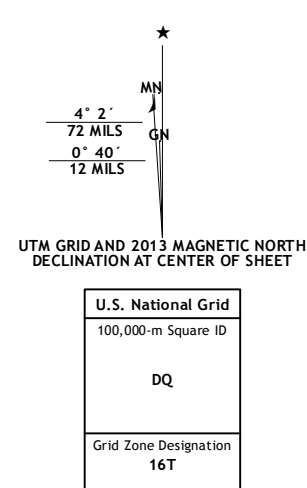 ★
MN
4° 2´
72 MILS
GN
0° 40´
12 MILS
UTM GRID AND 2013 MAGNETIC NORTH
DECLINATION AT CENTER OF SHEET
U.S. National Grid
100,000-m Square ID
DQ
Grid Zone Designation
16T